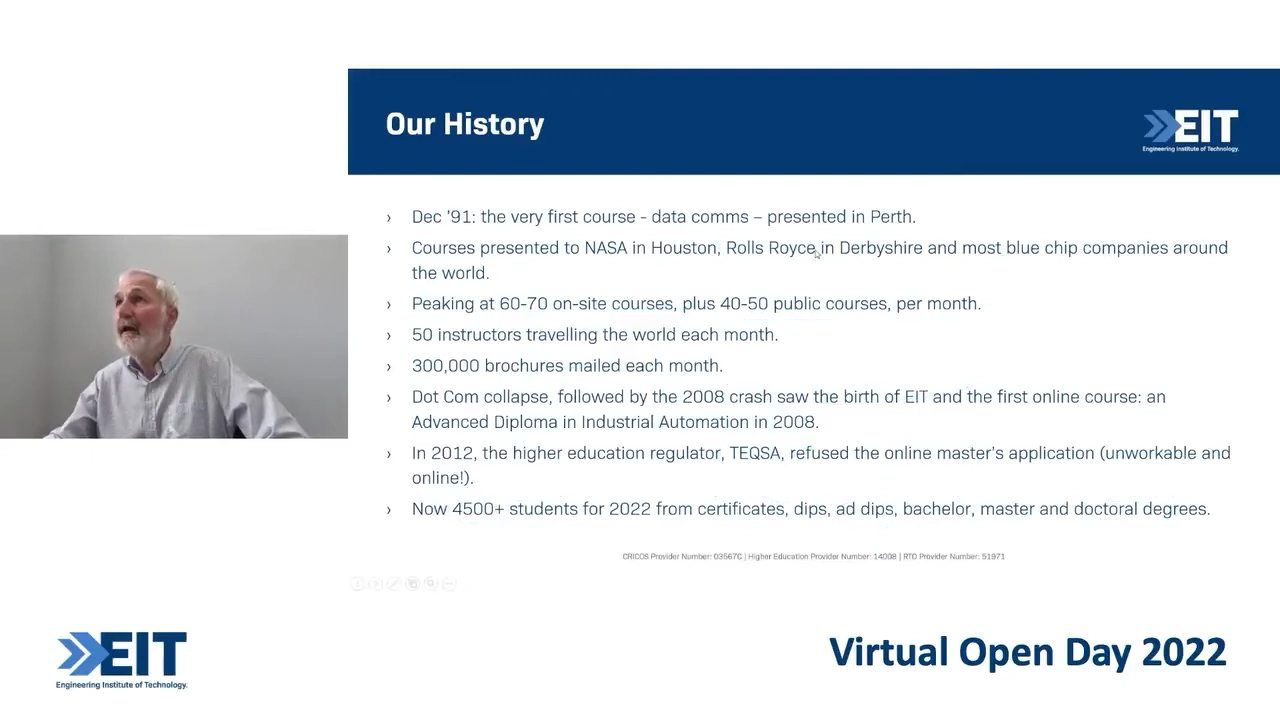 Our History
EIT
Engineering Institute of Technology.
› Dec '91: the very first course - data comms – presented in Perth.
› Courses presented to NASA in Houston, Rolls Royce in Derbyshire and most blue chip companies around
the world.
› Peaking at 60-70 on-site courses, plus 40-50 public courses, per month.
› 50 instructors travelling the world each month.
› 300,000 brochures mailed each month.
› Dot Com collapse, followed by the 2008 crash saw the birth of EIT and the first online course: an
Advanced Diploma in Industrial Automation in 2008.
› In 2012, the higher education regulator, TEQSA, refused the online master's application (unworkable and
online!).
› Now 4500+ students for 2022 from certificates, dips, ad dips, bachelor, master and doctoral degrees.
CRICOS Provider Number: 03567C | Higher Education Provider Number: 14008 | RTO Provider Number: 51971
EIT
Engineering Institute of Technology.
Virtual Open Day 2022